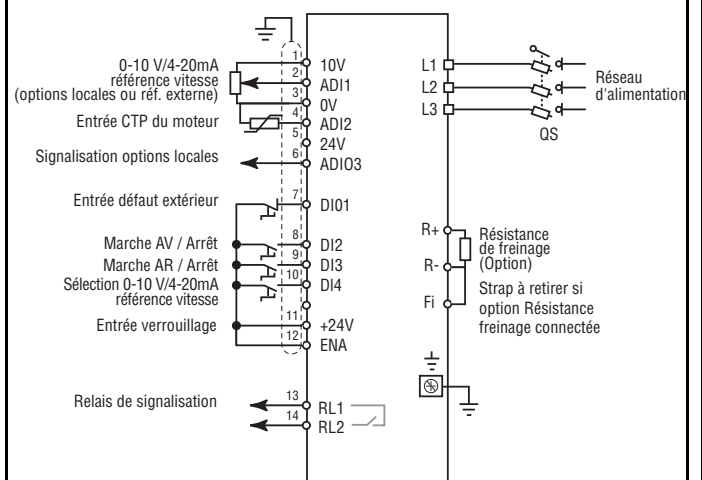 1 10V
0-10 V/4-20mA
référence vitesse
(options locales ou réf. externe)
2 ADI1
3 0V
Entrée CTP du moteur 4 ADI2
5 24V
Signalisation options locales 6 ADIO3
Entrée défaut extérieur 7 DI01
Marche AV / Arrêt 8 DI2
Marche AR / Arrêt 9 DI3
Sélection 0-10 V/4-20mA
référence vitesse
10 DI4
Entrée verrouillage 11 +24V
12 ENA
Relais de signalisation 13 RL1
14 RL2
L1
L2
L3
QS
Réseau
d'alimentation
R+
R-
Fi
Résistance
de freinage
(Option)
Strap à retirer si
option Résistance
freinage connectée